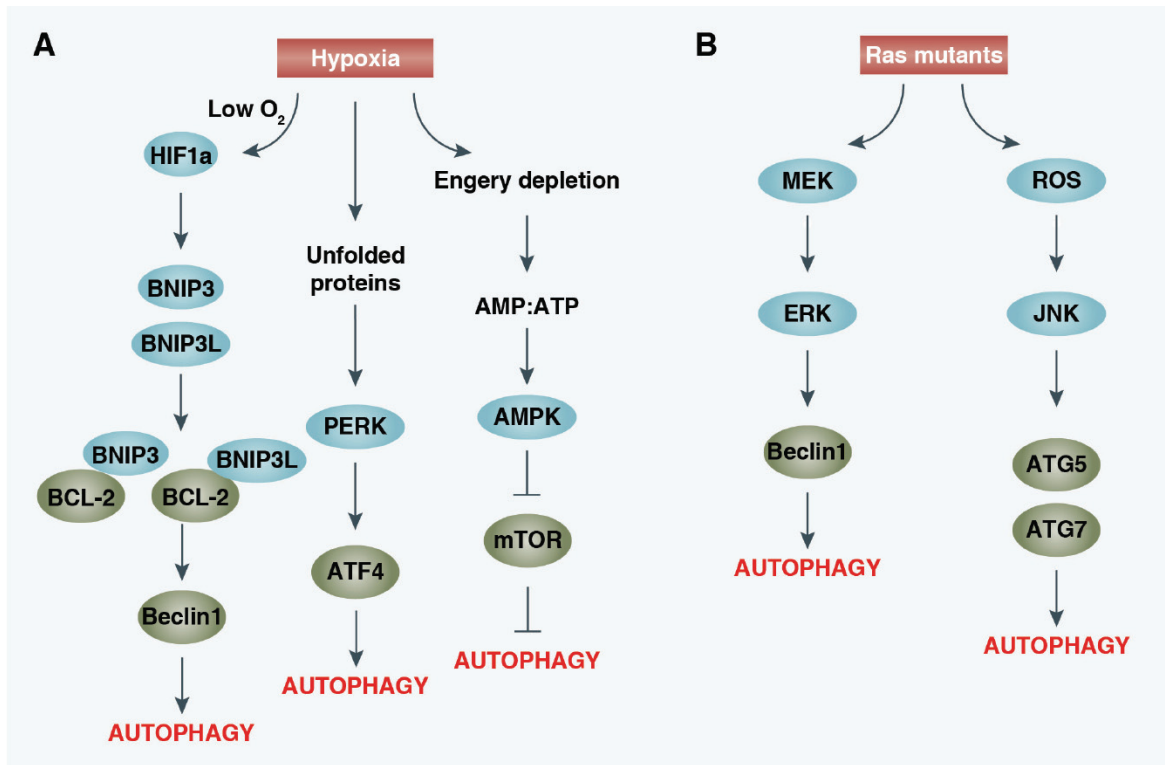 A
Hypoxia
Low O2
HIF1a
BNIP3
BNIP3L
BNIP3
BNIP3L
BCL-2
BCL-2
Beclin1
AUTOPHAGY
Unfolded
proteins
PERK
ATF4
AUTOPHAGY
Engery depletion
AMP:ATP
AMPK
mTOR
AUTOPHAGY
B
Ras mutants
MEK
ERK
Beclin1
AUTOPHAGY
ROS
JNK
ATG5
ATG7
AUTOPHAGY